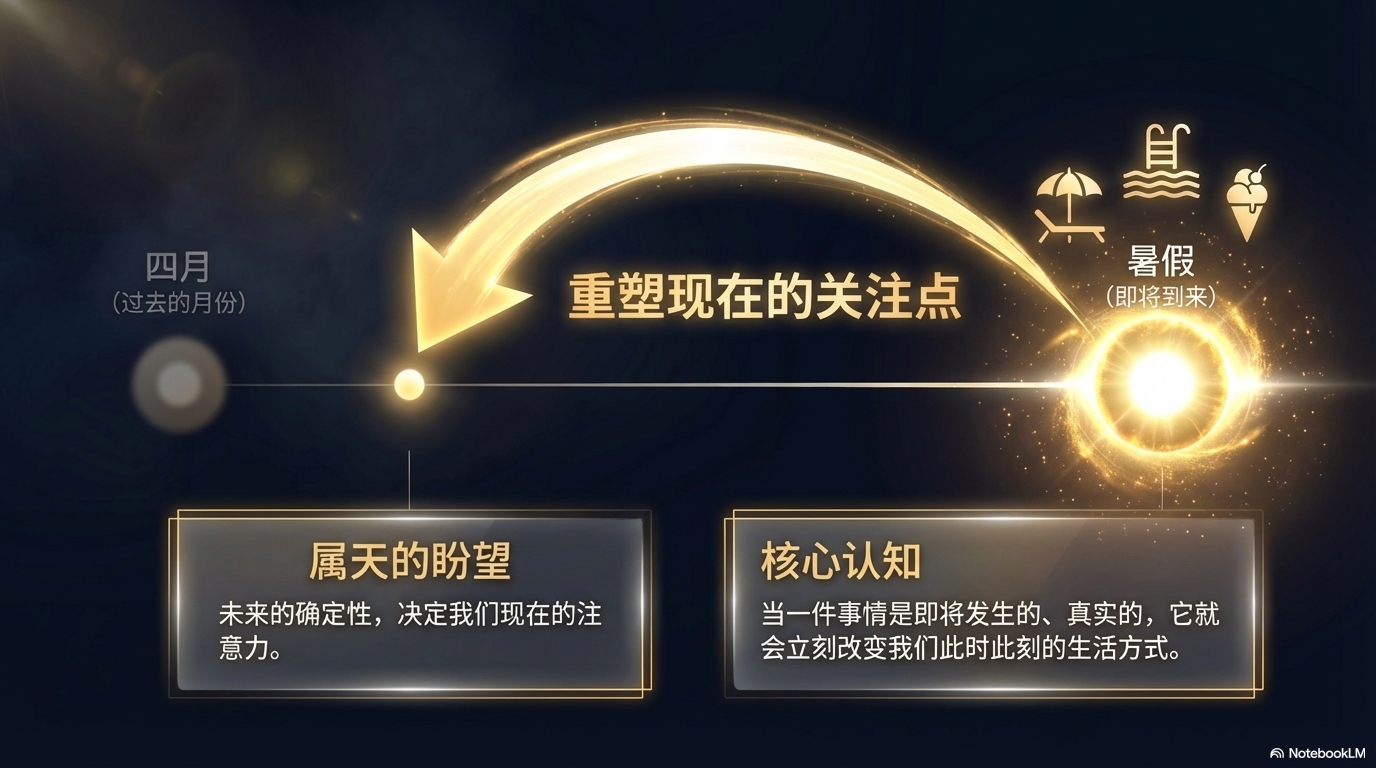 四月
（过去的月份）
重塑现在的关注点
暑假
（即将到来）
属天的盼望
未来的确定性，决定我们现在的注
意力。
核心认知
当一件事情是即将发生的、真实的，它就
会立刻改变我们此时此刻的生活方式。
NotebookLM